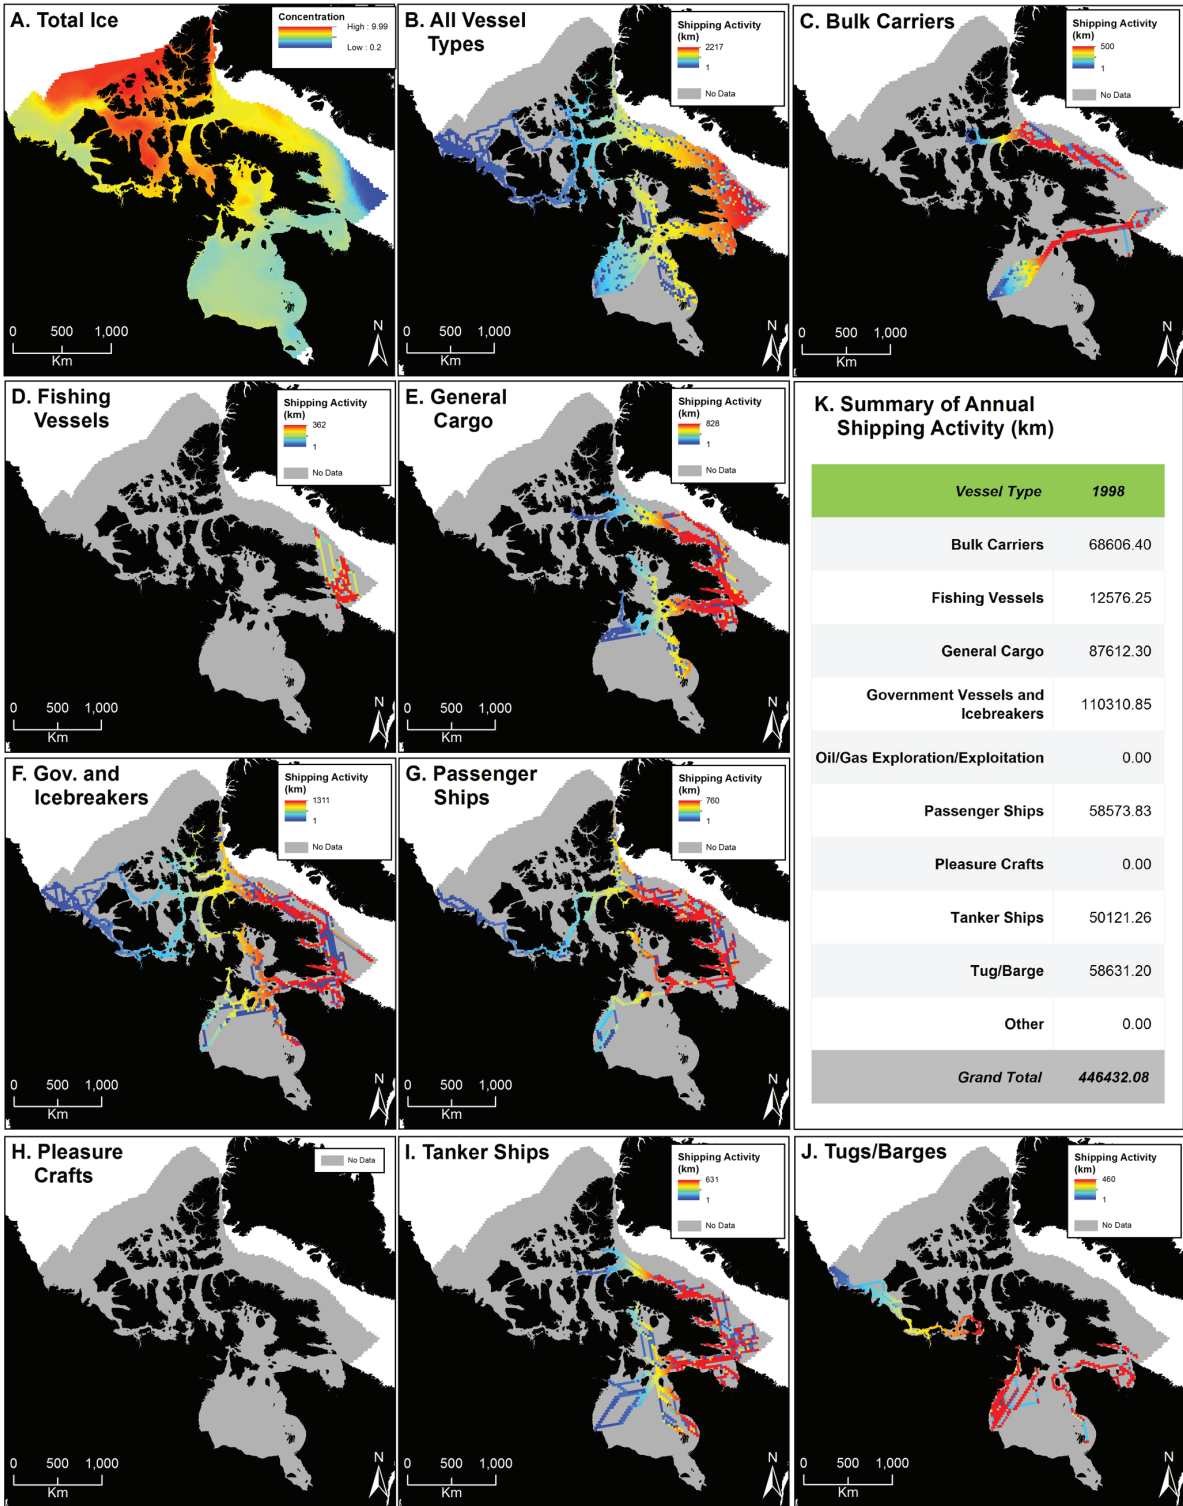 A. Total Ice
Concentration
High : 9.99
Low : 0.2
0 500 1,000
Km
N
B. All Vessel
Types
Shipping Activity
(km)
2217
1
No Data
0 500 1,000
Km
N
C. Bulk Carriers
Shipping Activity
(km)
500
1
No Data
0 500 1,000
Km
N
D. Fishing
Vessels
Shipping Activity
(km)
362
1
No Data
0 500 1,000
Km
N
E. General
Cargo
Shipping Activity
(km)
828
1
No Data
0 500 1,000
Km
N
K. Summary of Annual
Shipping Activity (km)
Vessel Type 1998
Bulk Carriers 68606.40
Fishing Vessels 12576.25
General Cargo 87612.30
Government Vessels and
Icebreakers 110310.85
Oil/Gas Exploration/Exploitation 0.00
Passenger Ships 58573.83
Pleasure Crafts 0.00
Tanker Ships 50121.26
Tug/Barge 58631.20
Other 0.00
Grand Total 446432.08
F. Gov. and
Icebreakers
Shipping Activity
(km)
1311
1
No Data
0 500 1,000
Km
N
G. Passenger
Ships
Shipping Activity
(km)
760
1
No Data
0 500 1,000
Km
N
H. Pleasure
Crafts
No Data
0 500 1,000
Km
N
I. Tanker Ships
Shipping Activity
(km)
631
1
No Data
0 500 1,000
Km
N
J. Tugs/Barges
Shipping Activity
(km)
460
1
No Data
0 500 1,000
Km
N